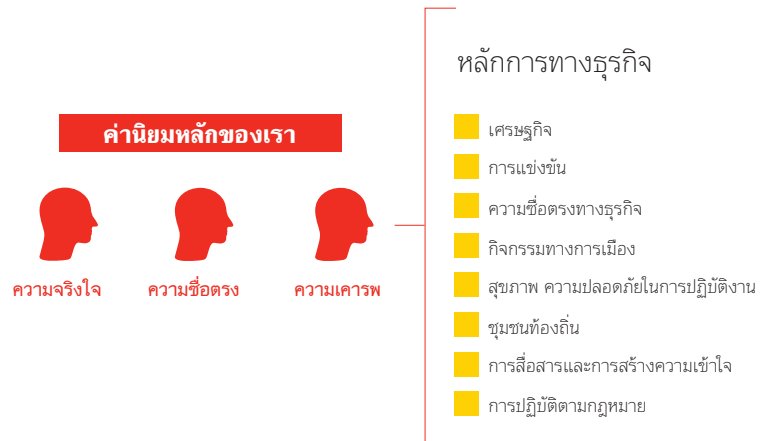 ค่านิยมหลักของเรา
ความจริงใจ
ความซื่อตรง
ความเคารพ
หลักการทางธุรกิจ
เศรษฐกิจ
การแข่งขัน
ความซื่อตรงทางธุรกิจ
กิจกรรมทางการเมือง
สุขภาพ ความปลอดภัยในการปฏิบัติงาน
ชุมชนท้องถิ่น
การสื่อสารและการสร้างความเข้าใจ
การปฏิบัติตามกฎหมาย